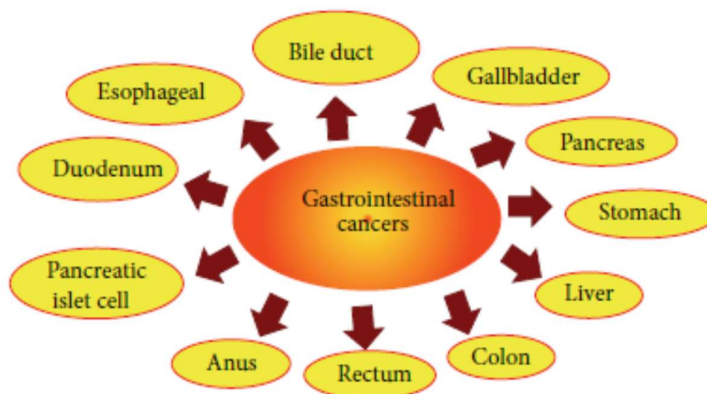 Bile duct
Gallbladder
Esophageal
Pancreas
Duodenum
Gastrointestinal
cancers
Stomach
Pancreatic
islet cell
Liver
Anus
Rectum
Colon